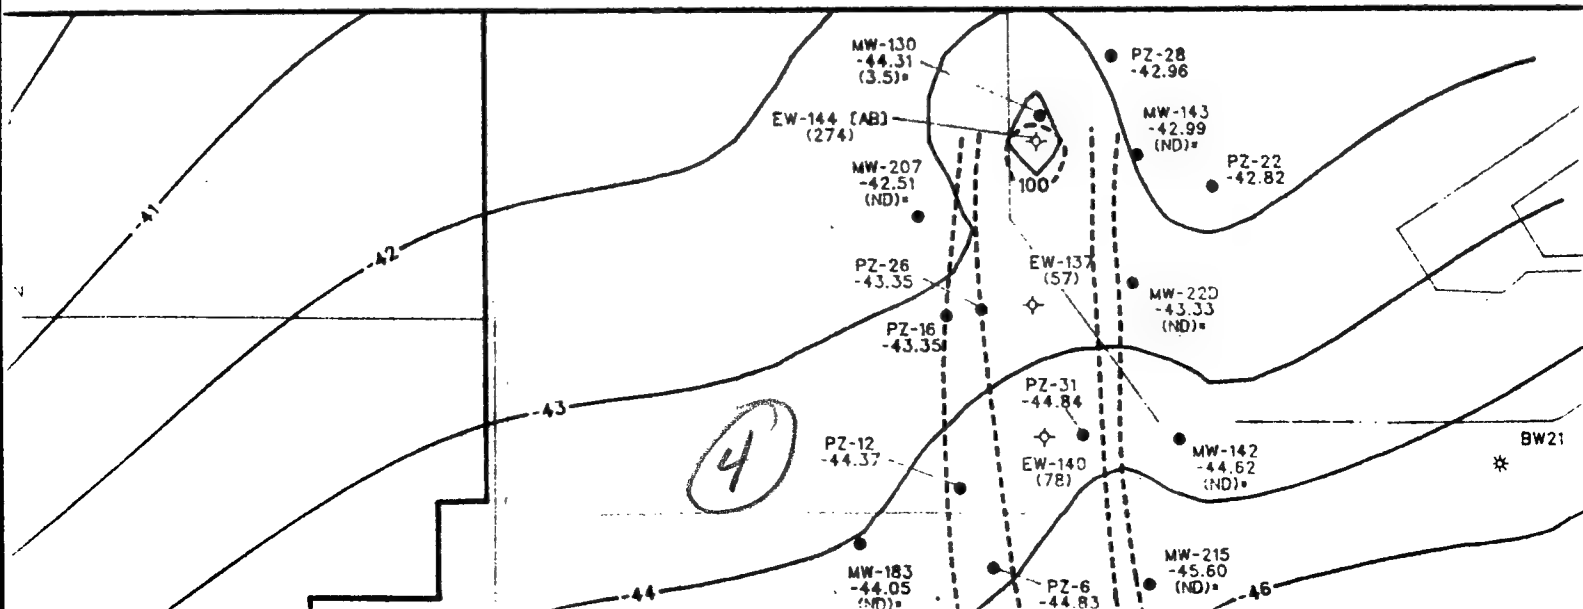 MW-130
-44.31
(3.5)*
PZ-28
-42.96
EW-144 [AB]
(274)
MW-143
-42.99
(ND)*
MW-207
-42.51
(ND)*
PZ-22
-42.82
100
-41
-42
PZ-26
-43.35
EW-137
(57)
MW-22D
-43.33
(ND)*
PZ-16
-43.35
-43
PZ-31
-44.84
4
PZ-12
-44.37
EW-140
(78)
MW-142
-44.62
(ND)*
BW21
MW-183
-44.05
(ND)*
PZ-6
-44.83
MW-215
-45.60
(ND)*
-44
-46